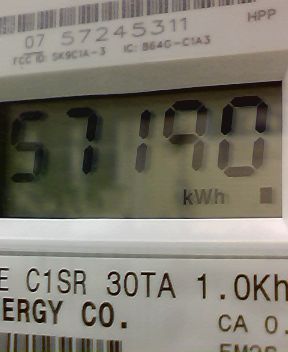 HPP
07 57245311
FCC ID: SK9C1A-3 IC: 864G-C1A3
57190
kWh
E C1SR 30TA 1.0Kh
ERGY CO.
CA 0.